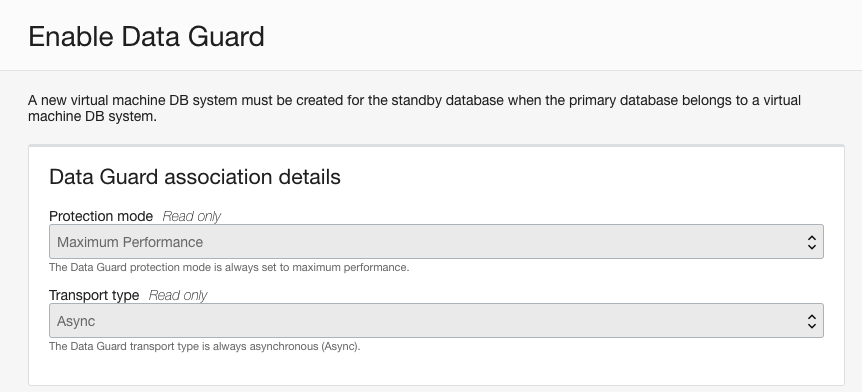 Enable Data Guard
A new virtual machine DB system must be created for the standby database when the primary database belongs to a virtual
machine DB system.
Data Guard association details
Protection mode Read only
Maximum Performance
The Data Guard protection mode is always set to maximum performance.
Transport type Read only
Async
The Data Guard transport type is always asynchronous (Async).